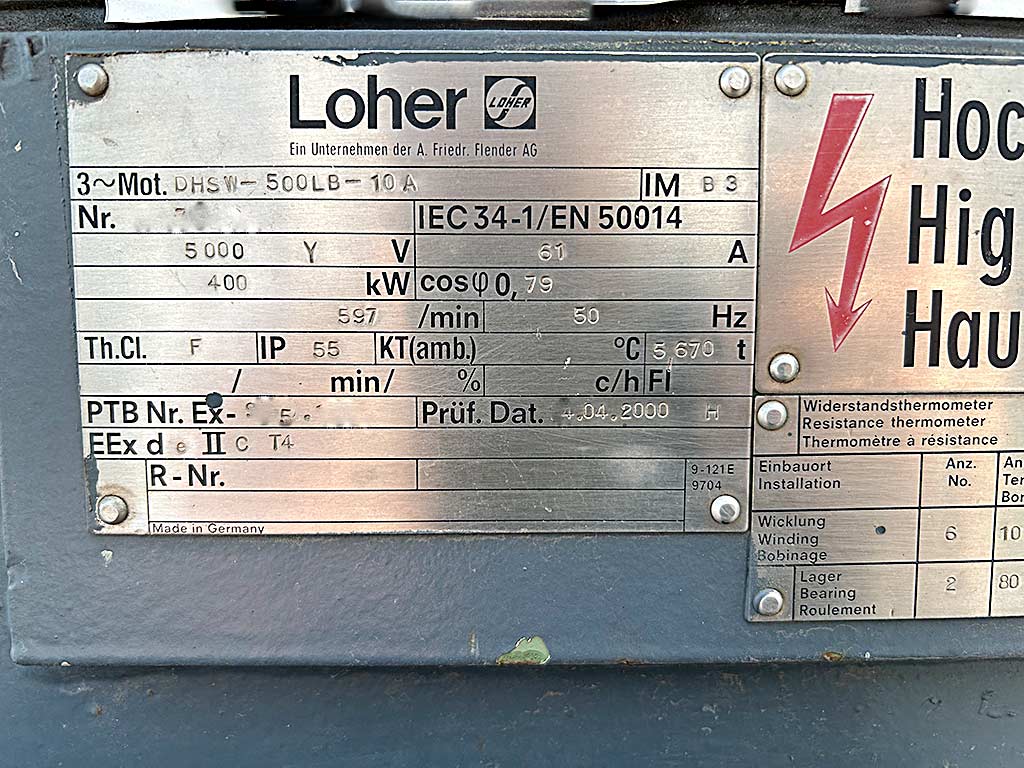 Loher LOHER
Ein Unternehmen der A. Friedr. Flender AG
3~Mot. DHSW-500LB-10A IM B3
Nr. IEC 34-1/EN 50014
5000 Y V 61 A
400 kW cosφ 0,79
597 /min 50 Hz
Th.Cl. F IP 55 KT(amb.) °C 5,670 t
/ min/ % c/h FI
PTB Nr. Ex- Prüf. Dat. 4.04.2000 H
EEx d e II C T4
R-Nr. 9-121E
9704
Made in Germany
Hoc
Hig
Hau
Widerstandsthermometer
Resistance thermometer
Thermomètre à résistance
Einbauort Anz. An
Installation No. Ter
Bor
Wicklung
Winding 6 10
Bobinage
Lager
Bearing 2 80
Roulement